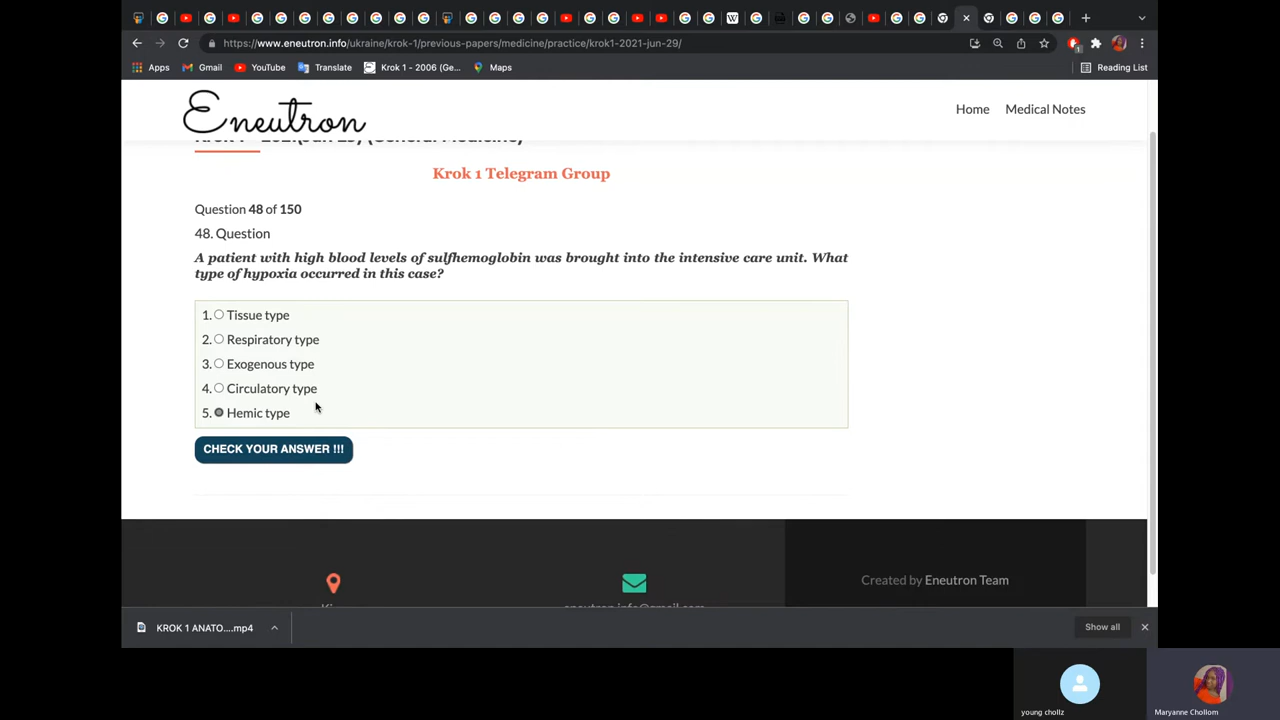 https://www.eneutron.info/ukraine/krok-1/previous-papers/medicine/practice/krok1-2021-jun-29/
Apps Gmail YouTube Translate Krok 1 - 2006 (Ge... Maps Reading List
Eneutron
Home Medical Notes
Krok 1 Telegram Group
Question 48 of 150
48. Question
A patient with high blood levels of sulfhemoglobin was brought into the intensive care unit. What
type of hypoxia occurred in this case?
1. Tissue type
2. Respiratory type
3. Exogenous type
4. Circulatory type
5. Hemic type
CHECK YOUR ANSWER !!!
Created by Eneutron Team
KROK 1 ANATO....mp4
Show all
young chollz
Maryanne Chollom